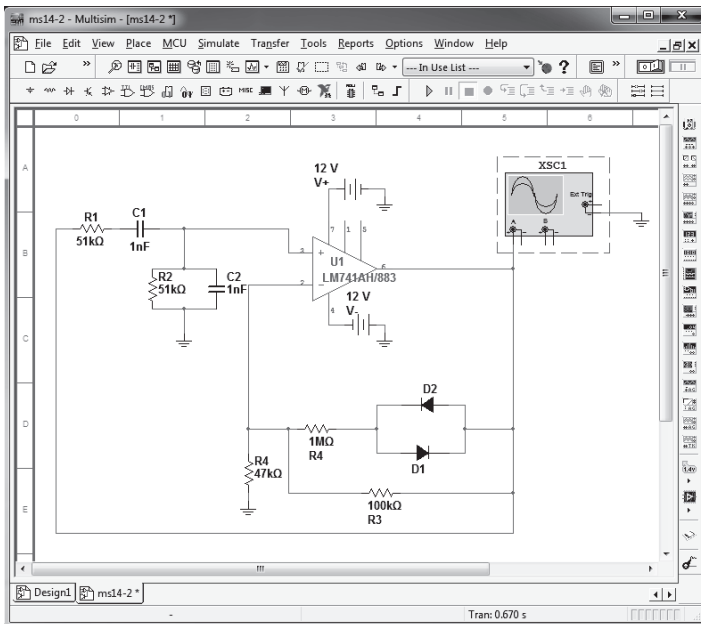 ms14-2 - Multisim - [ms14-2 *]
File Edit View Place MCU Simulate Transfer Tools Reports Options Window Help
--- In Use List ---
MISC
0 1 2 3 4 5 6
A
B
C
D
E
12 V
V+
XSC1
Ext Trig
A B
R1
51kΩ
C1
1nF
7 1 5
3
U1
6
LM741AH/883
2
R2
51kΩ
C2
1nF
12 V
4
V-
D2
1MΩ
R4
D1
R4
47kΩ
100kΩ
R3
1.4v
Design1 ms14-2 *
- Tran: 0.670 s